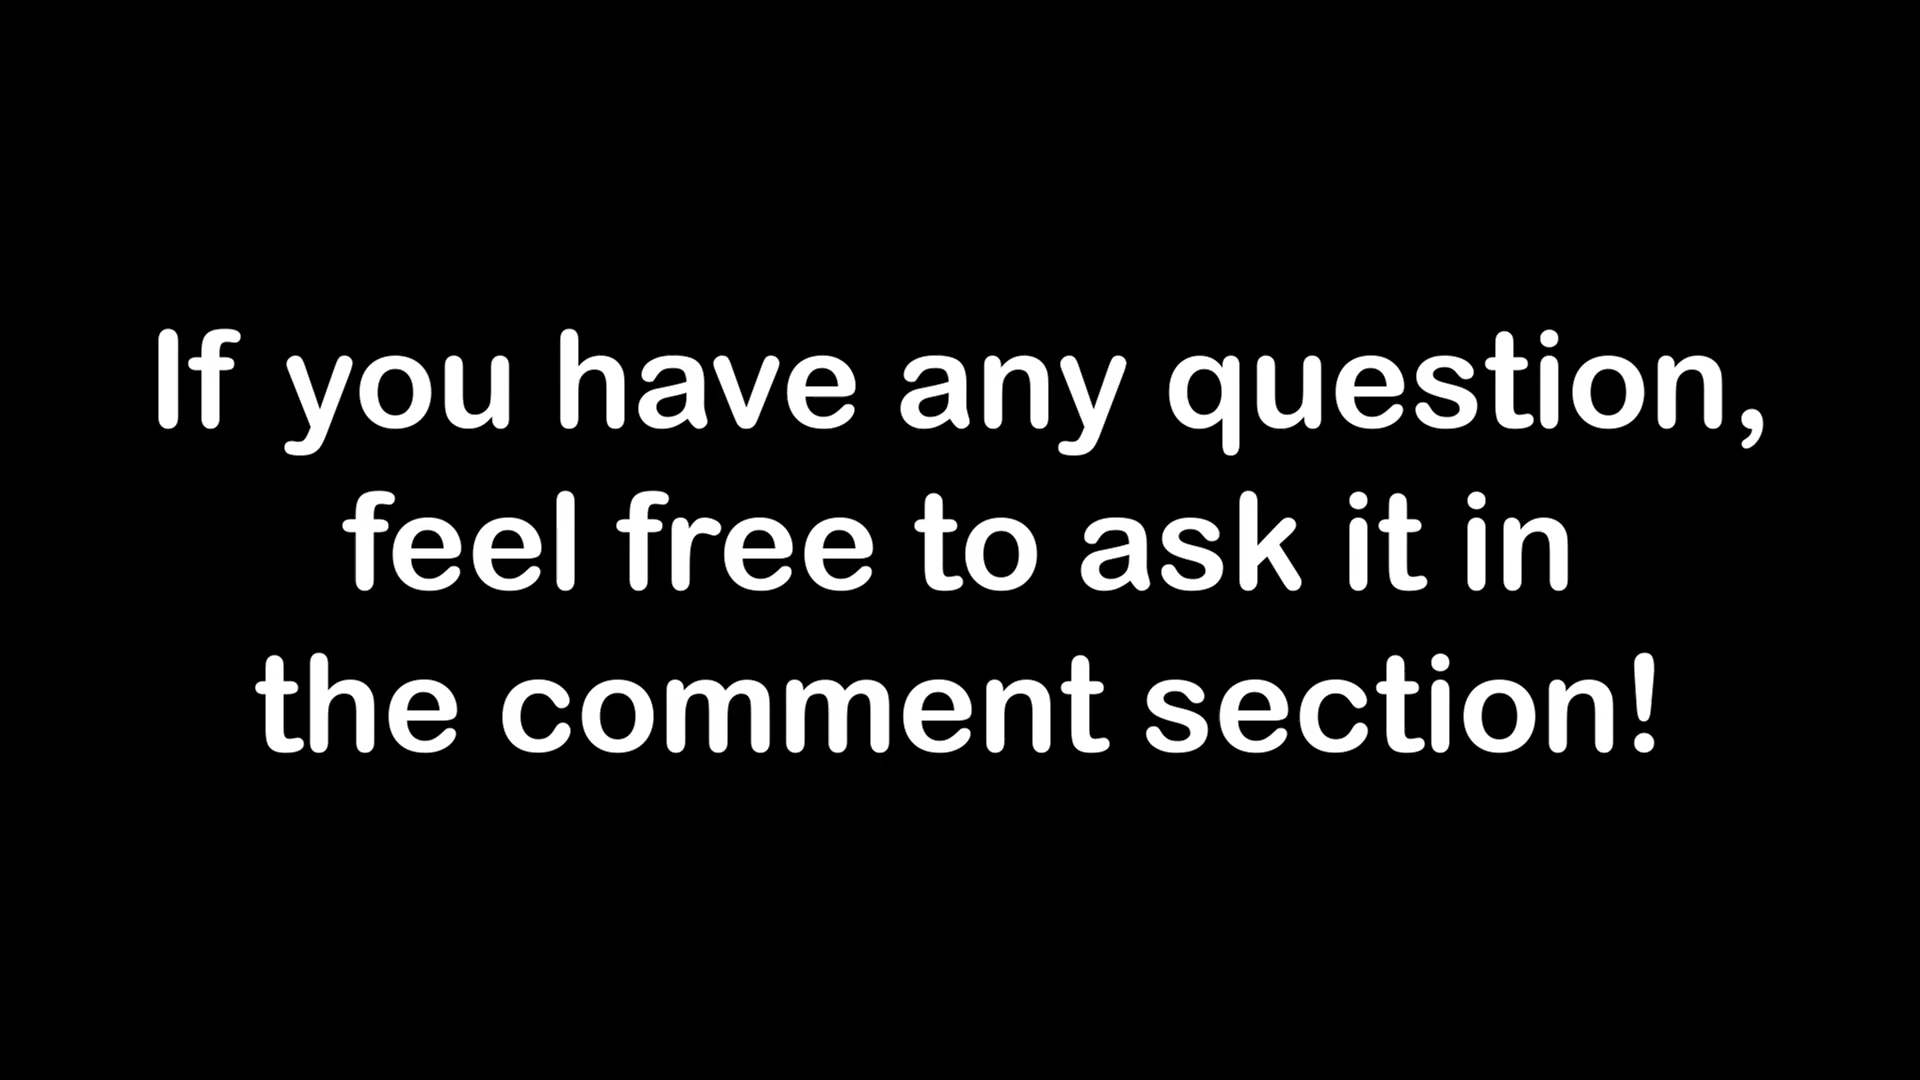 If you have any question,
feel free to ask it in
the comment section!